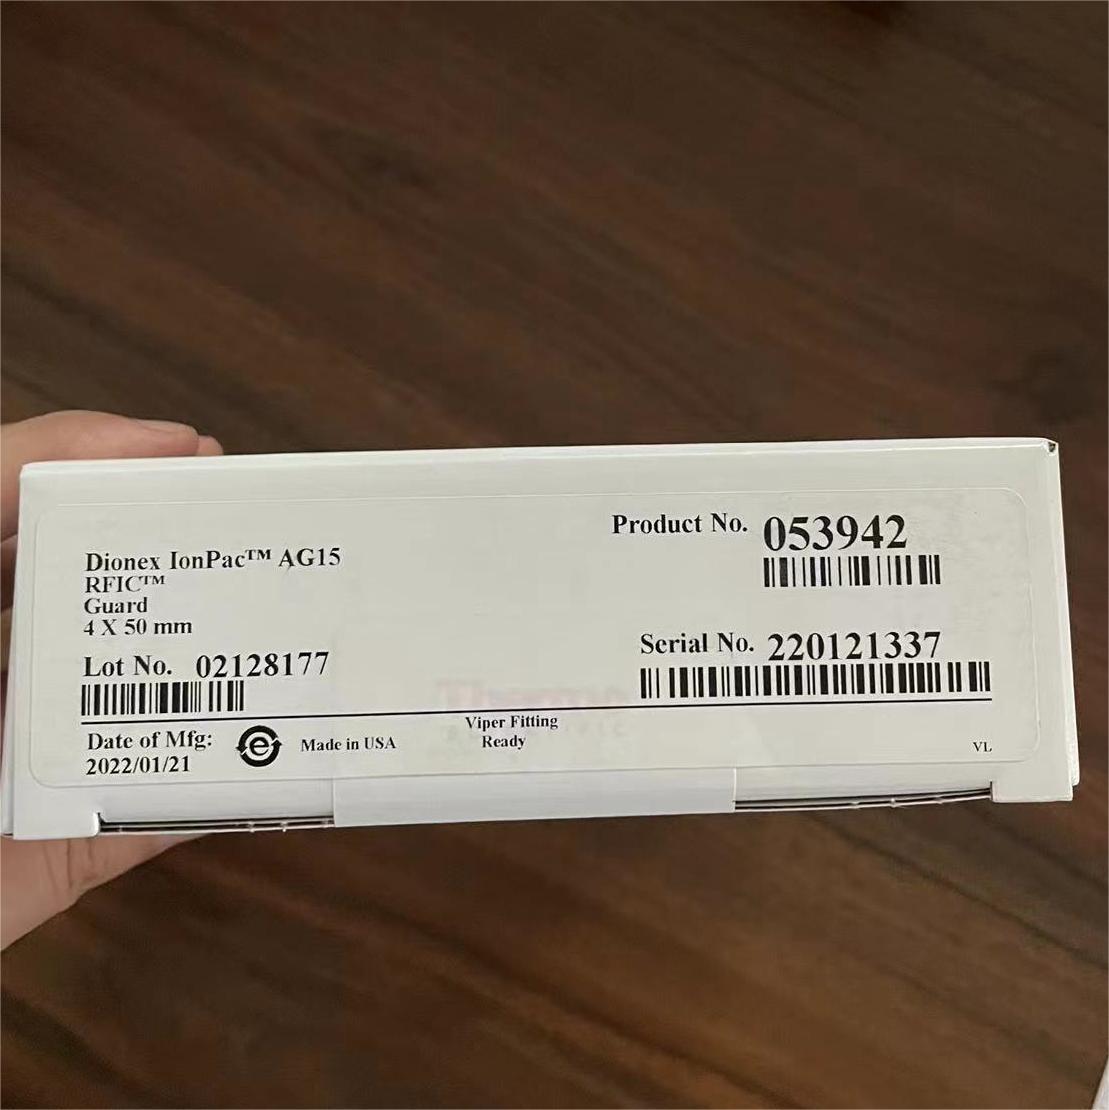 Dionex IonPac™ AG15
RFIC™
Guard
4 X 50 mm
Lot No. 02128177
Product No. 053942
Serial No. 220121337
Date of Mfg:
2022/01/21
e
Made in USA
Viper Fitting
Ready
VL